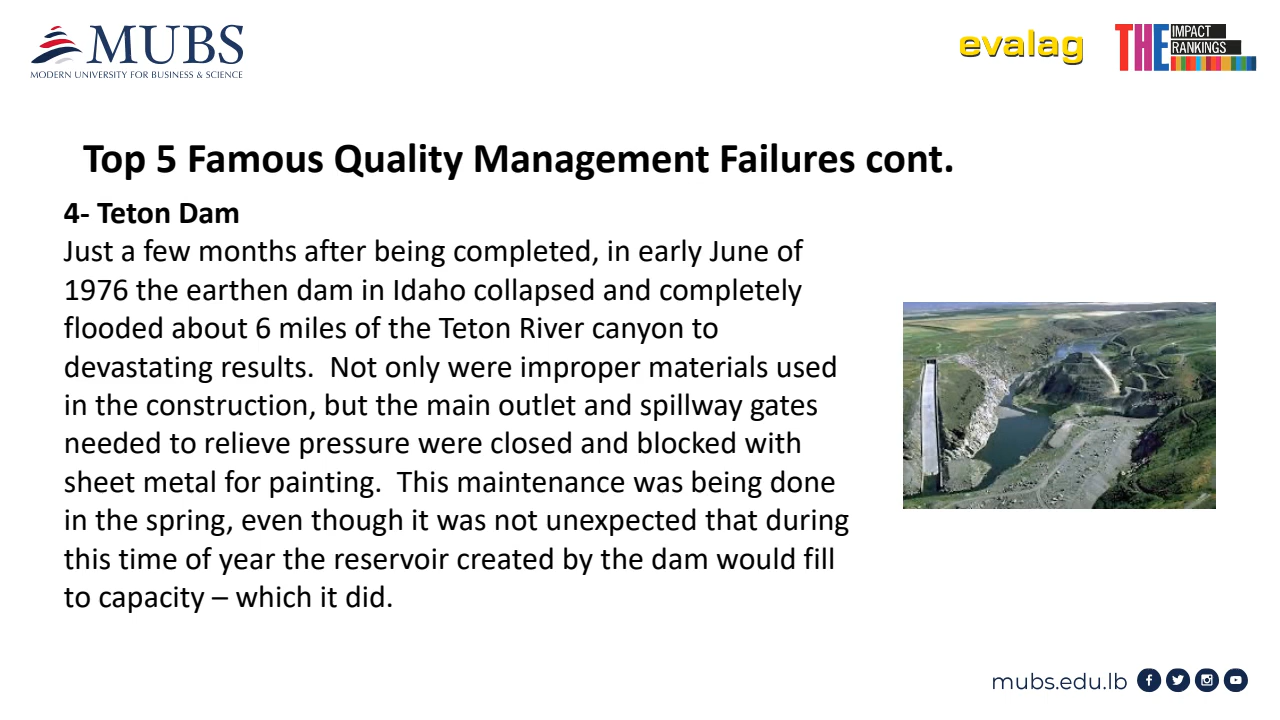 MUBS
MODERN UNIVERSITY FOR BUSINESS & SCIENCE
evalag
THE IMPACT RANKINGS
Top 5 Famous Quality Management Failures cont.
4- Teton Dam
Just a few months after being completed, in early June of
1976 the earthen dam in Idaho collapsed and completely
flooded about 6 miles of the Teton River canyon to
devastating results.  Not only were improper materials used
in the construction, but the main outlet and spillway gates
needed to relieve pressure were closed and blocked with
sheet metal for painting.  This maintenance was being done
in the spring, even though it was not unexpected that during
this time of year the reservoir created by the dam would fill
to capacity – which it did.
mubs.edu.lb